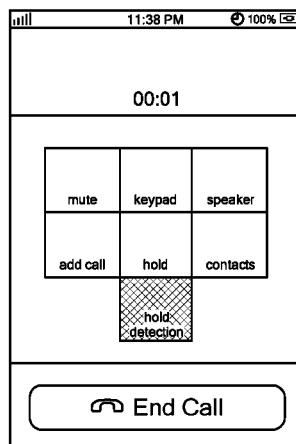 11:38 PM 100%
00:01
mute keypad speaker
add call hold contacts
hold
detection
End Call